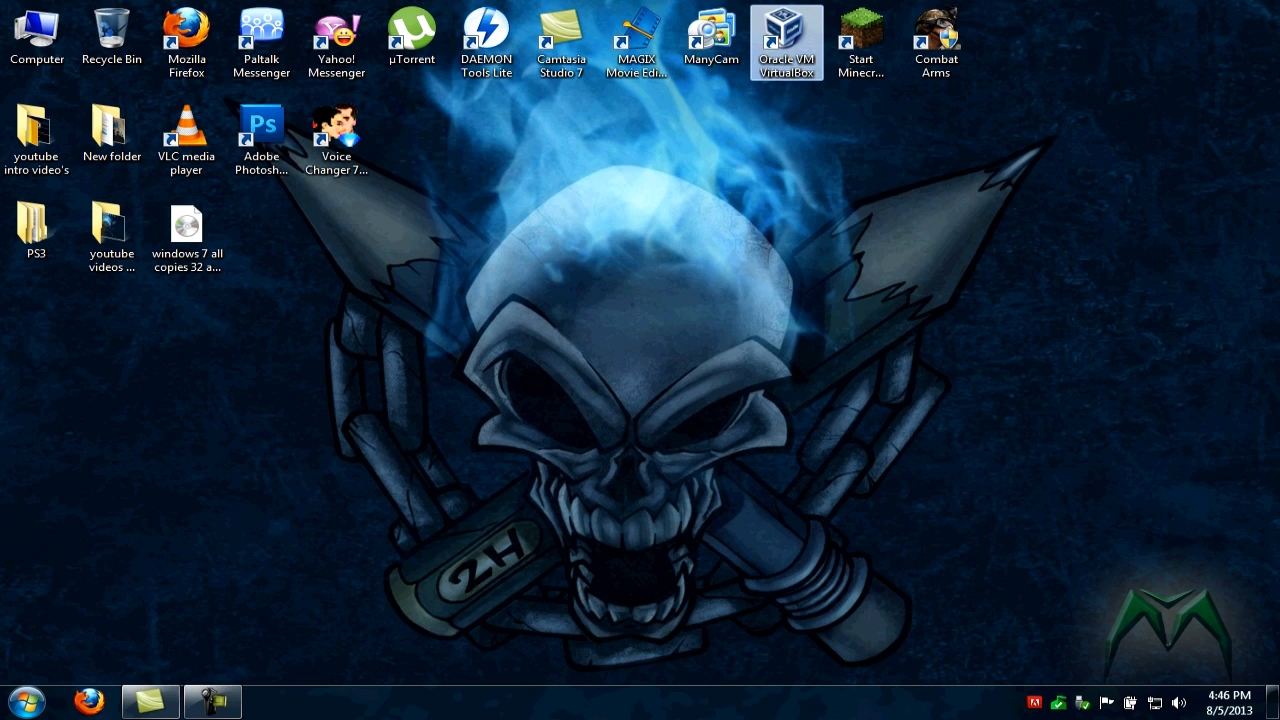 Computer
Recycle Bin
Mozilla
Firefox
Paltalk
Messenger
Yahoo!
Messenger
µTorrent
DAEMON
Tools Lite
Camtasia
Studio 7
MAGIX
Movie Edi...
ManyCam
Oracle VM
VirtualBox
Start
Minecr...
Combat
Arms
youtube
intro video's
New folder
VLC media
player
Ps
Adobe
Photosh...
Voice
Changer 7...
PS3
youtube
videos ...
windows 7 all
copies 32 a...
2H
4:46 PM
8/5/2013